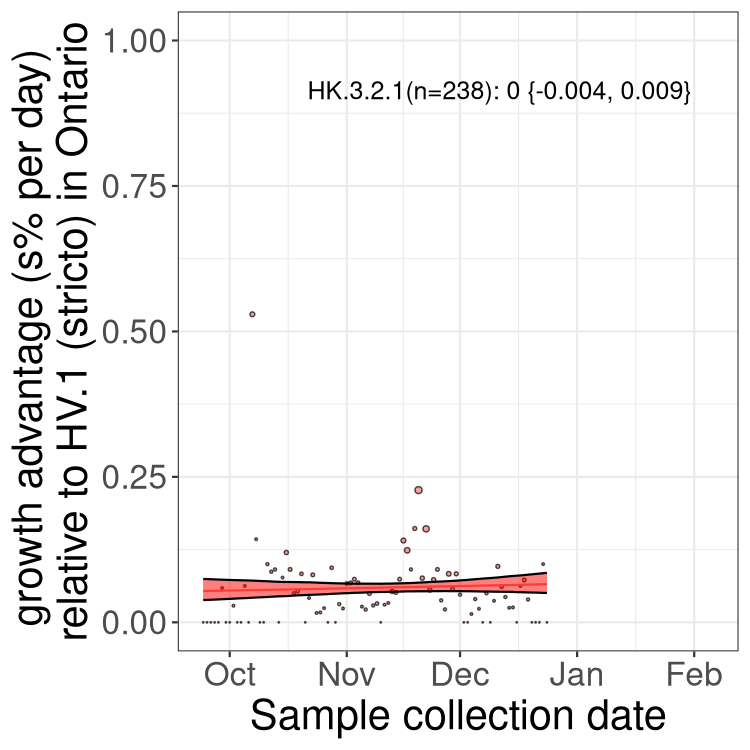 growth advantage (s% per day)
relative to HV.1 (stricto) in Ontario
1.00
0.75
0.50
0.25
0.00
HK.3.2.1(n=238): 0 {-0.004, 0.009}
Oct Nov Dec Jan Feb
Sample collection date